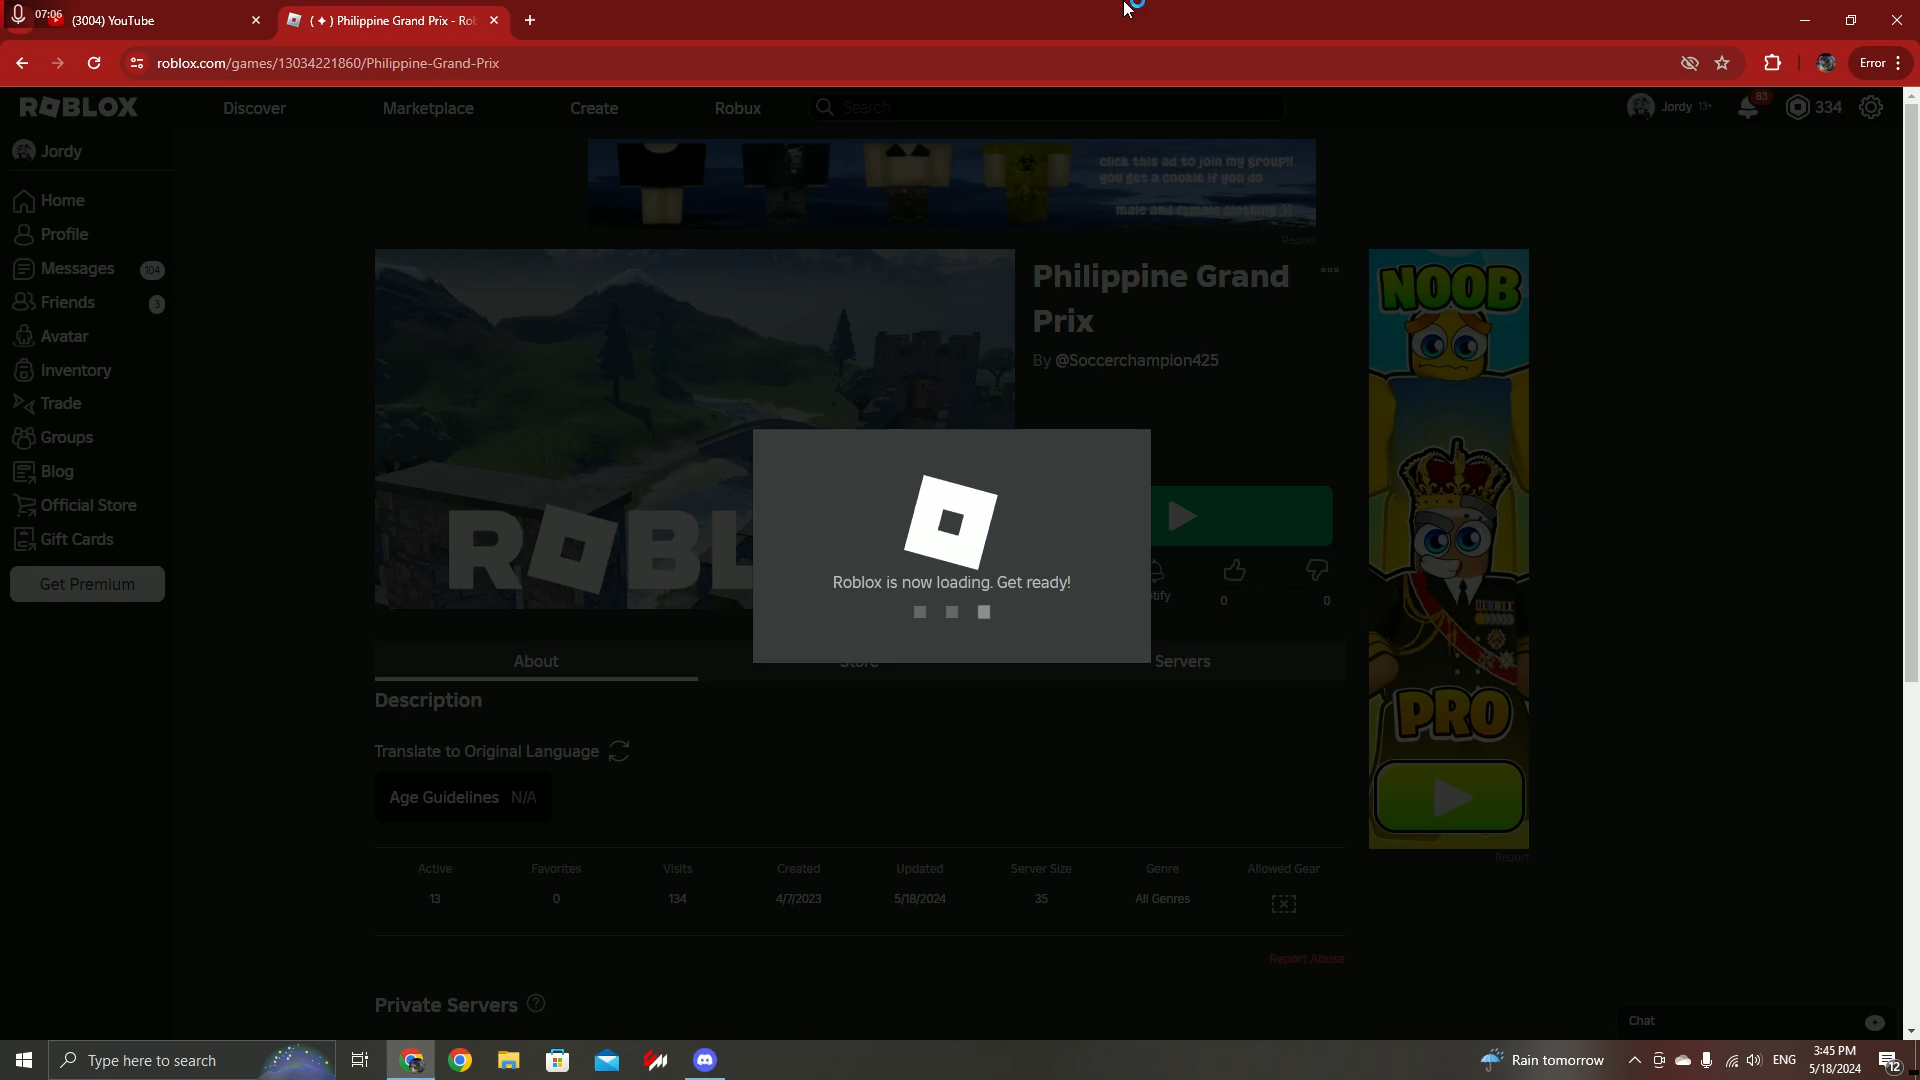 07:06
(3004) YouTube
( ✦ ) Philippine Grand Prix - Ro
roblox.com/games/13034221860/Philippine-Grand-Prix
Error
ROBLOX
Discover
Marketplace
Create
Robux
Search
Jordy 13+
83
334
Jordy
Home
Profile
Messages 104
Friends 3
Avatar
Inventory
Trade
Groups
Blog
Official Store
Gift Cards
Get Premium
click this ad to join my group!!
you get a cookie if you do
male and female clothing :))
Report
ROBL
Philippine Grand
Prix
By @Soccerchampion425
Roblox is now loading. Get ready!
tify
0
0
NOOB
PRO
Report
About
Store
Servers
Description
Translate to Original Language
Age Guidelines N/A
Active
Favorites
Visits
Created
Updated
Server Size
Genre
Allowed Gear
13
0
134
4/7/2023
5/18/2024
35
All Genres
Report Abuse
Private Servers
Chat
Type here to search
Rain tomorrow
ENG
3:45 PM
5/18/2024
12